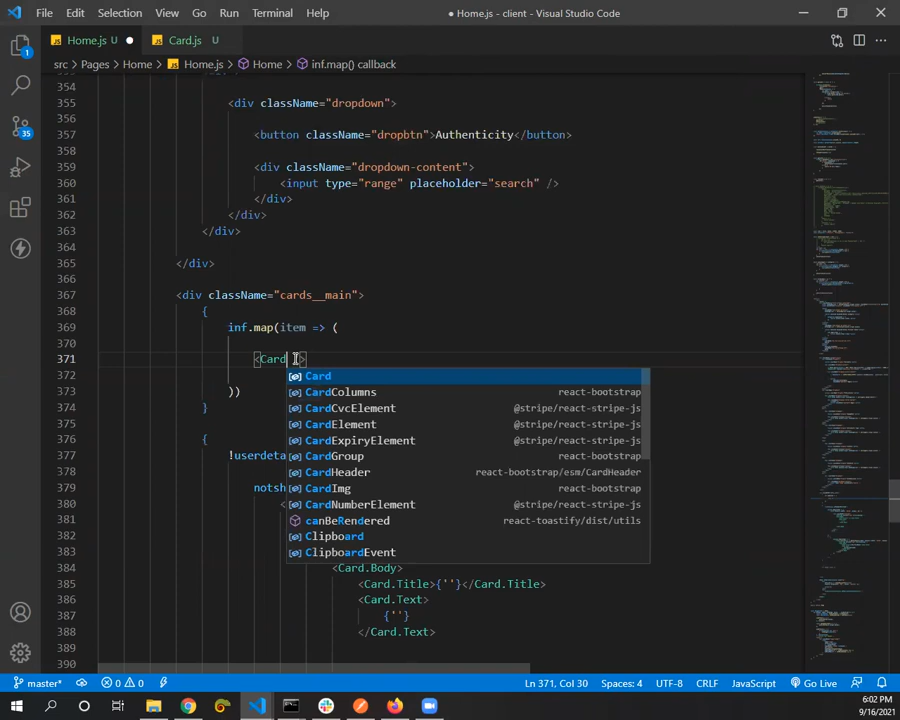 File Edit Selection View Go Run Terminal Help
● Home.js - client - Visual Studio Code
JS Home.js U ●
JS Card.js U
src > Pages > Home > JS Home.js > Home > inf.map() callback
354
355 <div className="dropdown">
356
357 <button className="dropbtn">Authenticity</button>
358
359 <div className="dropdown-content">
360 <input type="range" placeholder="search" />
361 </div>
362 </div>
363 </div>
364
365 </div>
366
367 <div className="cards__main">
368 {
369 inf.map(item => (
370
371 <Card >
Card
372
CardColumns react-bootstrap
373 ))
CardCvcElement @stripe/react-stripe-js
374 }
CardElement @stripe/react-stripe-js
375
CardExpiryElement @stripe/react-stripe-js
376 {
CardGroup react-bootstrap
377 !userdeta
CardHeader react-bootstrap/esm/CardHeader
378
CardImg react-bootstrap
379 notsh
CardNumberElement @stripe/react-stripe-js
380 <
canBeRendered react-toastify/dist/utils
381
Clipboard
382
ClipboardEvent
383
384 <Card.Body>
385 <Card.Title>{''}</Card.Title>
386 <Card.Text>
387 {''}
388 </Card.Text>
390
1
35
master* 0 0
Ln 371, Col 30 Spaces: 4 UTF-8 CRLF JavaScript Go Live
6:02 PM
9/16/2021